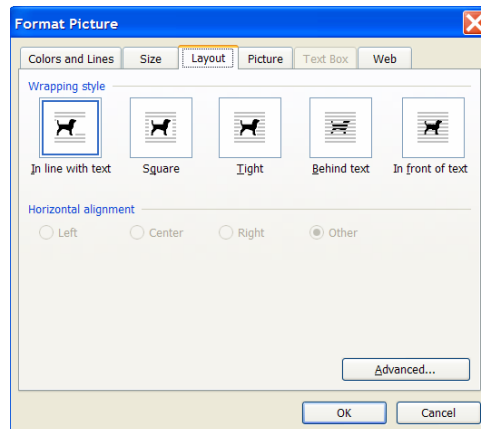 Format Picture
Colors and Lines Size Layout Picture Text Box Web
Wrapping style
In line with text Square Tight Behind text In front of text
Horizontal alignment
Left Center Right Other
Advanced...
OK Cancel